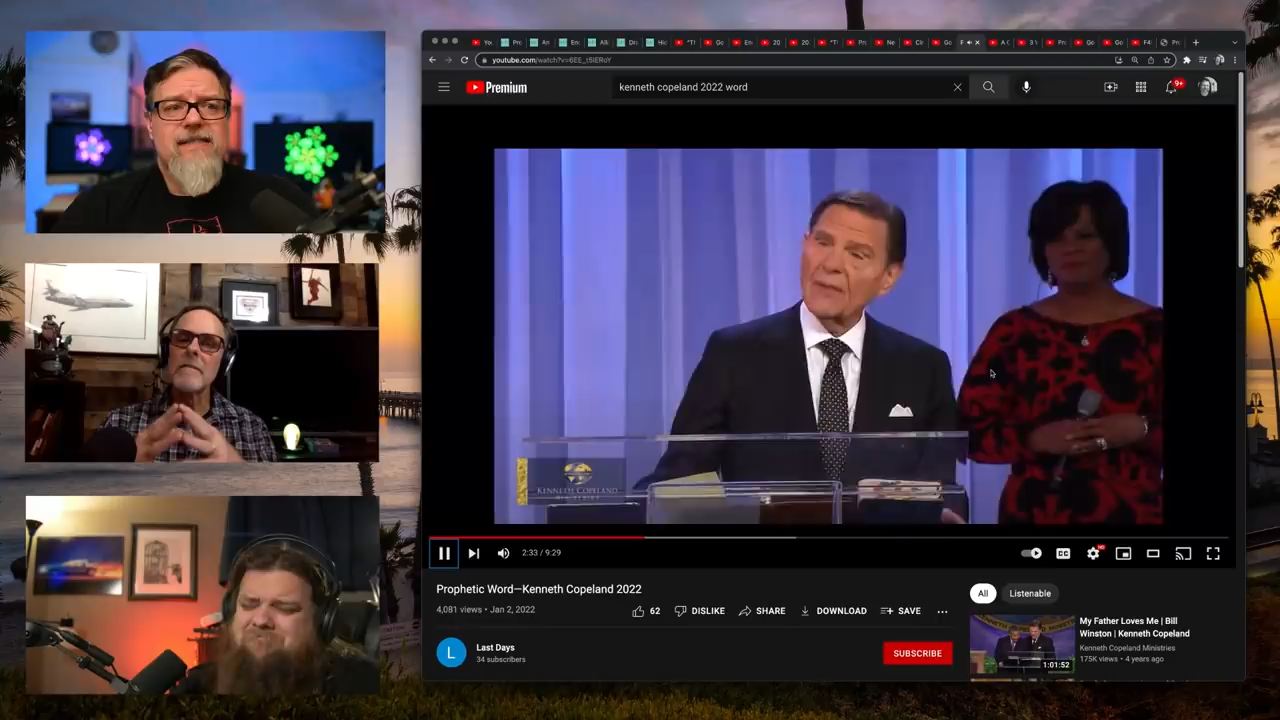 youtube.com/watch?v=6EE_t5IERoY
Premium
kenneth copeland 2022 word
9+
KENNETH COPELAND
2:33 / 9:29
CC
HD
Prophetic Word—Kenneth Copeland 2022
4,081 views • Jan 2, 2022
62 DISLIKE SHARE DOWNLOAD SAVE
L
Last Days
34 subscribers
SUBSCRIBE
All Listenable
My Father Loves Me | Bill
Winston | Kenneth Copeland
Kenneth Copeland Ministries
175K views • 4 years ago
1:01:52